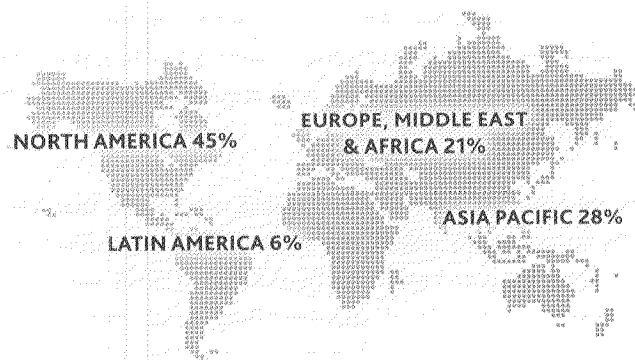 EUROPE, MIDDLE EAST
& AFRICA 21%
NORTH AMERICA 45%
ASIA PACIFIC 28%
LATIN AMERICA 6%